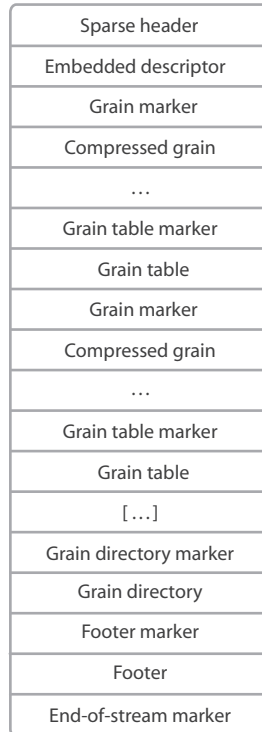 Sparse header
Embedded descriptor
Grain marker
Compressed grain
...
Grain table marker
Grain table
Grain marker
Compressed grain
...
Grain table marker
Grain table
[ ...]
Grain directory marker
Grain directory
Footer marker
Footer
End-of-stream marker